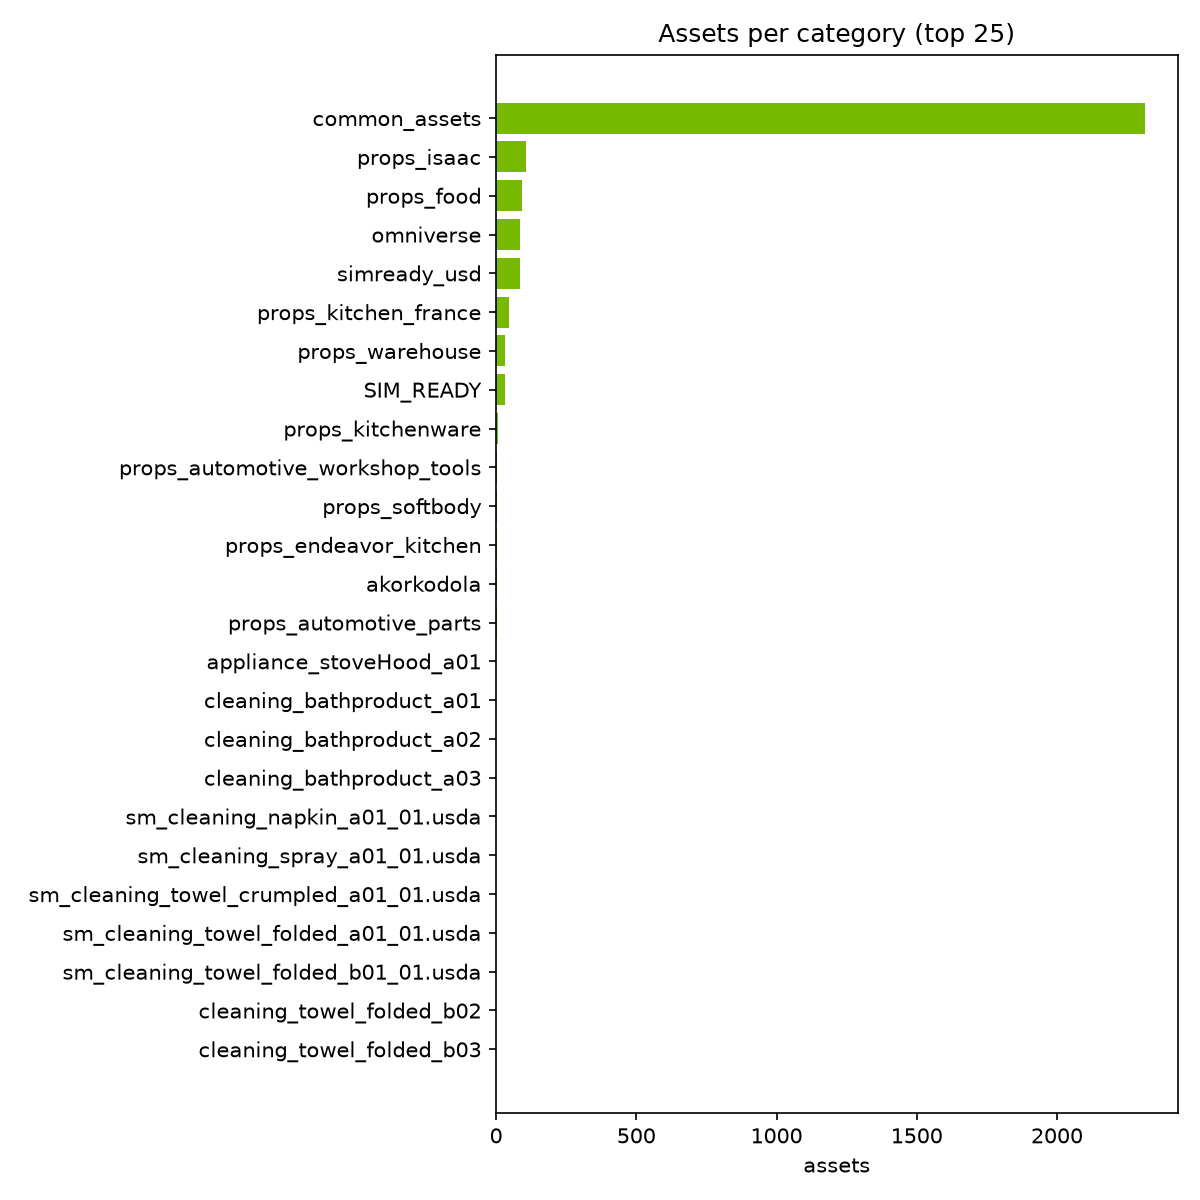 Assets per category (top 25)
common_assets
props_isaac
props_food
omniverse
simready_usd
props_kitchen_france
props_warehouse
SIM_READY
props_kitchenware
props_automotive_workshop_tools
props_softbody
props_endeavor_kitchen
akorkodola
props_automotive_parts
appliance_stoveHood_a01
cleaning_bathproduct_a01
cleaning_bathproduct_a02
cleaning_bathproduct_a03
sm_cleaning_napkin_a01_01.usda
sm_cleaning_spray_a01_01.usda
sm_cleaning_towel_crumpled_a01_01.usda
sm_cleaning_towel_folded_a01_01.usda
sm_cleaning_towel_folded_b01_01.usda
cleaning_towel_folded_b02
cleaning_towel_folded_b03
0 500 1000 1500 2000
assets